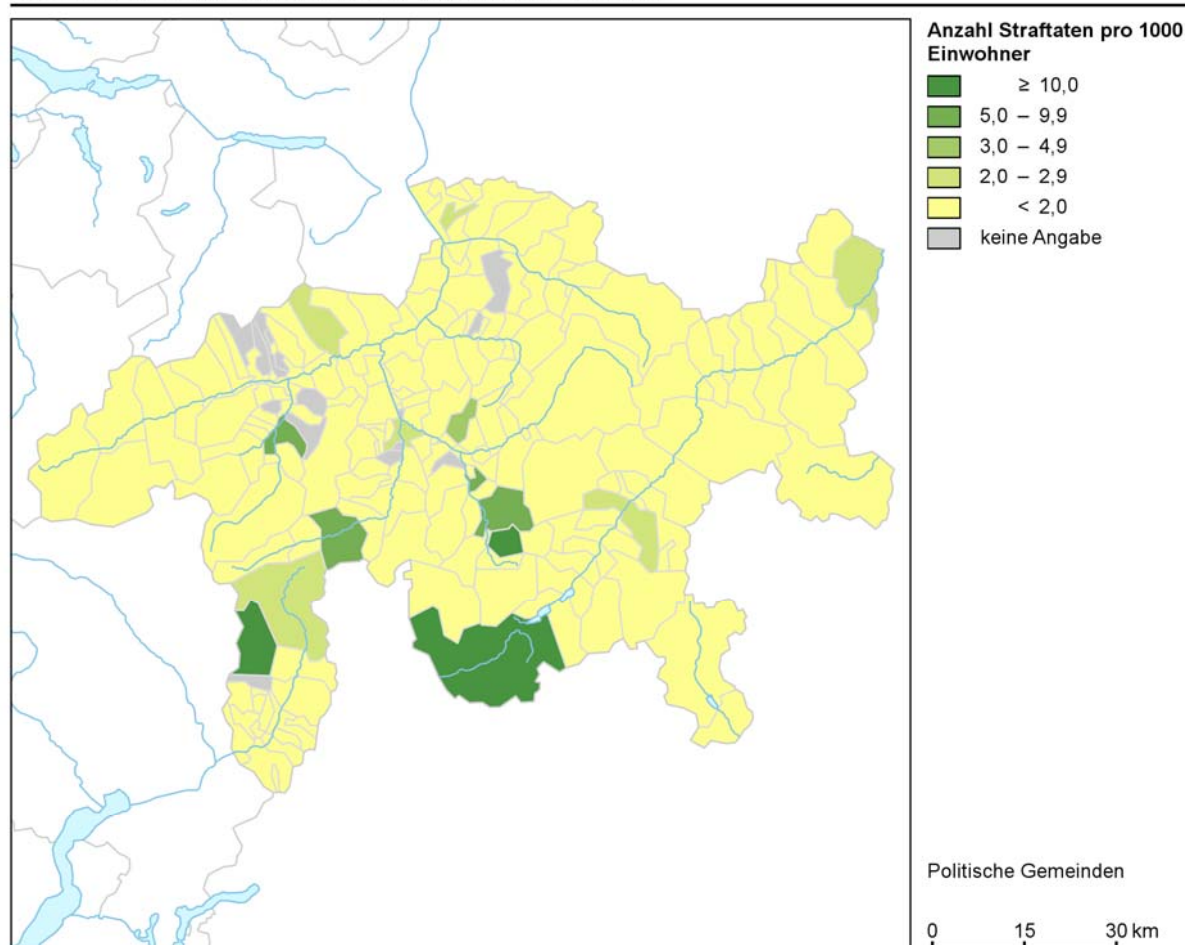 Anzahl Straftaten pro 1000
Einwohner
≥ 10,0
5,0 – 9,9
3,0 – 4,9
2,0 – 2,9
< 2,0
keine Angabe
Politische Gemeinden
0 15 30 km